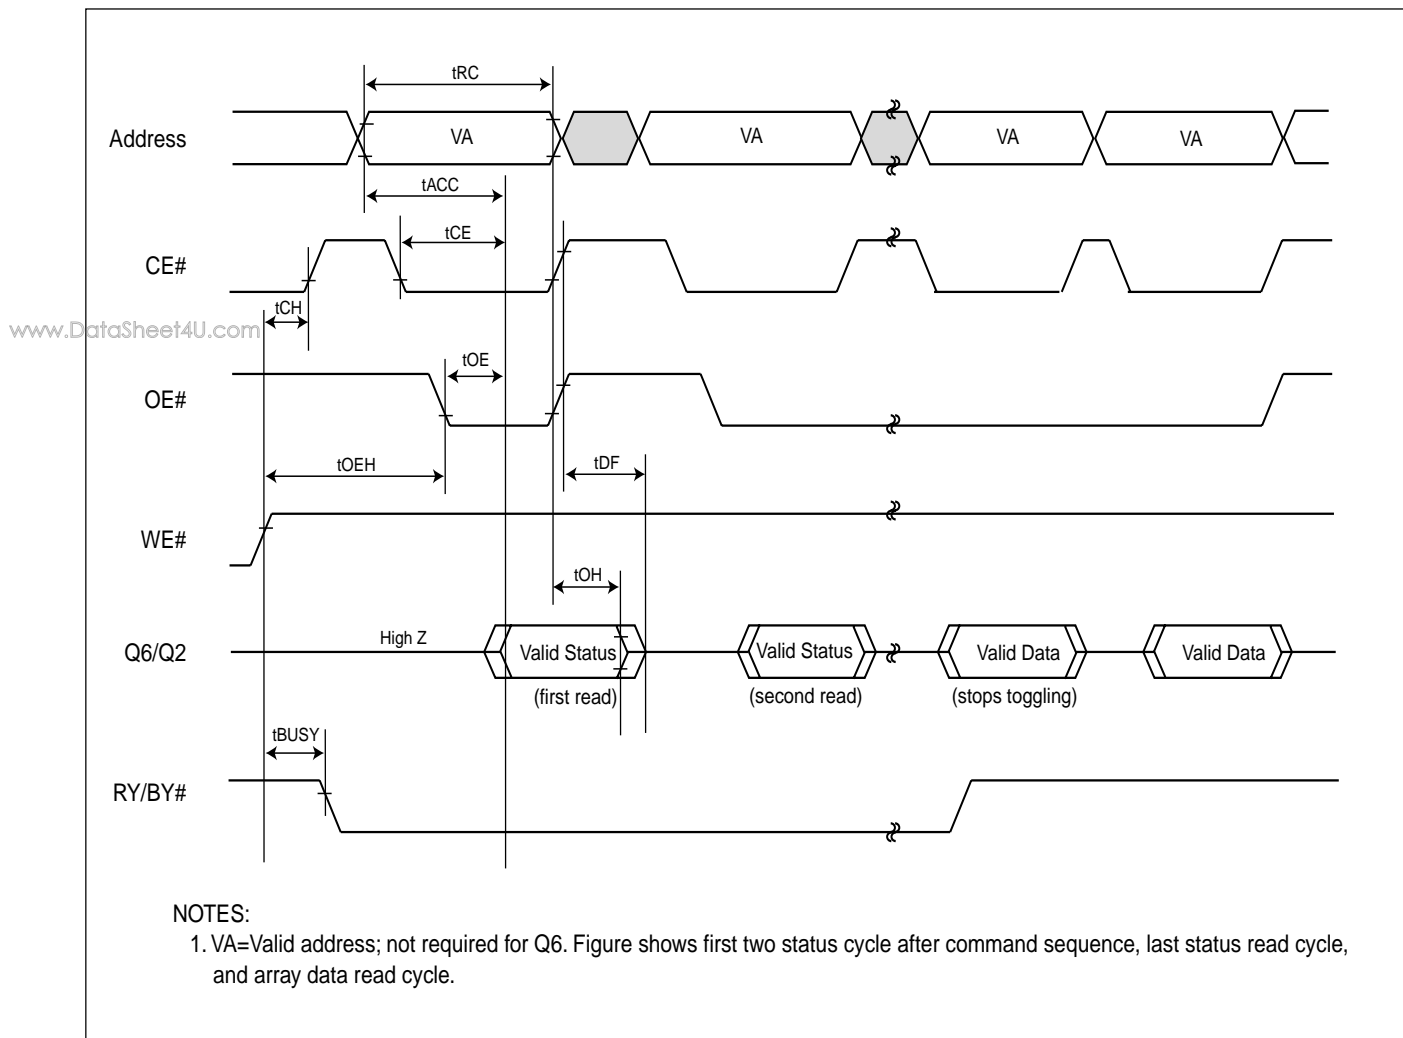 tRC
Address
VA
VA
VA
VA
tACC
tCE
CE#
tCH
www.DataSheet4U.com
tOE
OE#
tOEH
tDF
WE#
tOH
Q6/Q2
High Z
Valid Status
Valid Status
Valid Data
Valid Data
(first read)
(second read)
(stops toggling)
tBUSY
RY/BY#
NOTES:
1. VA=Valid address; not required for Q6. Figure shows first two status cycle after command sequence, last status read cycle,
and array data read cycle.